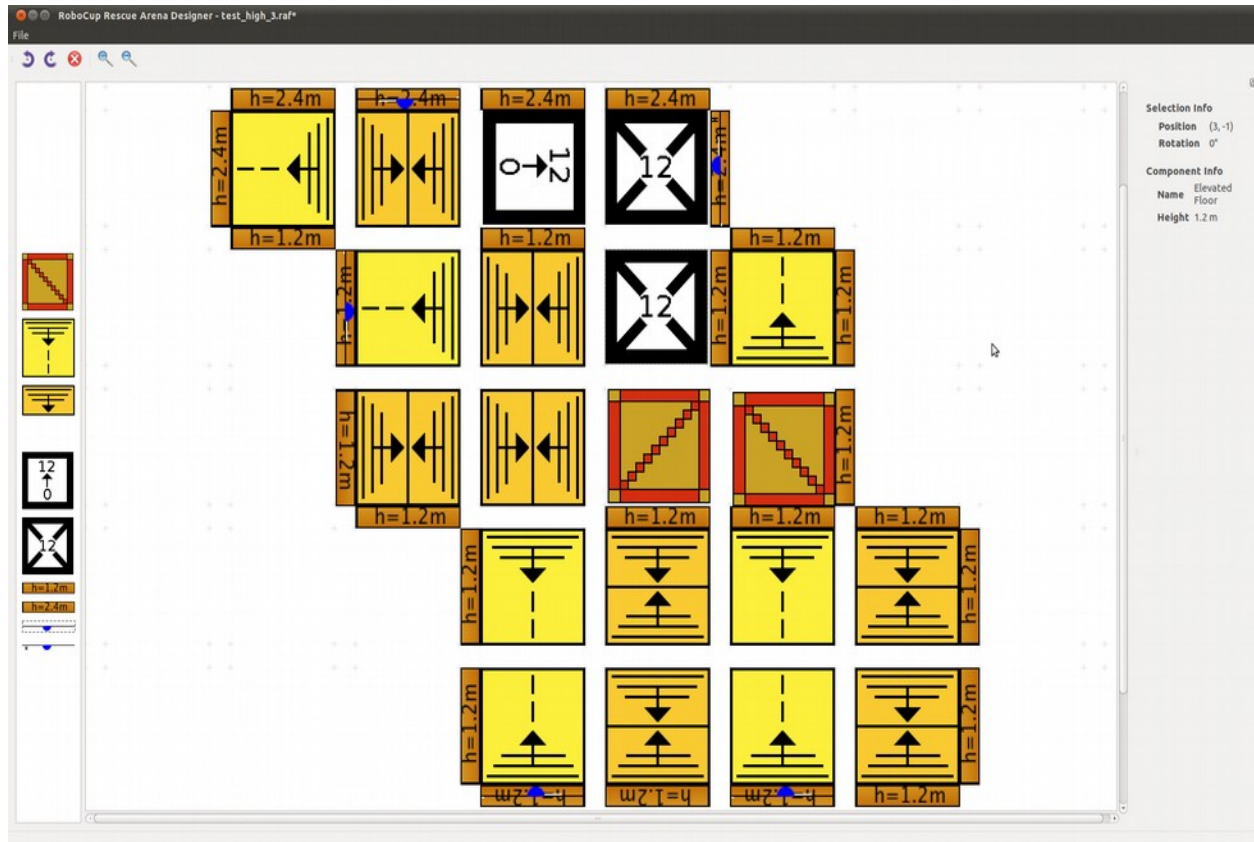 RoboCup Rescue Arena Designer - test_high_3.raf*
File
Selection Info
Position (3, -1)
Rotation 0°
Component Info
Name Elevated Floor
Height 1.2 m
12
0
12
h=1.2m
h=2.4m
h=2.4m h=2.4m h=2.4m h=2.4m
h=2.4m 0 12 12 h=2.4m
h=1.2m h=1.2m h=1.2m
h=1.2m 12 h=1.2m h=1.2m
h=1.2m h=1.2m
h=1.2m h=1.2m h=1.2m h=1.2m
h=1.2m h=1.2m
h=1.2m h=1.2m
h=1.2m h=1.2m h=1.2m h=1.2m